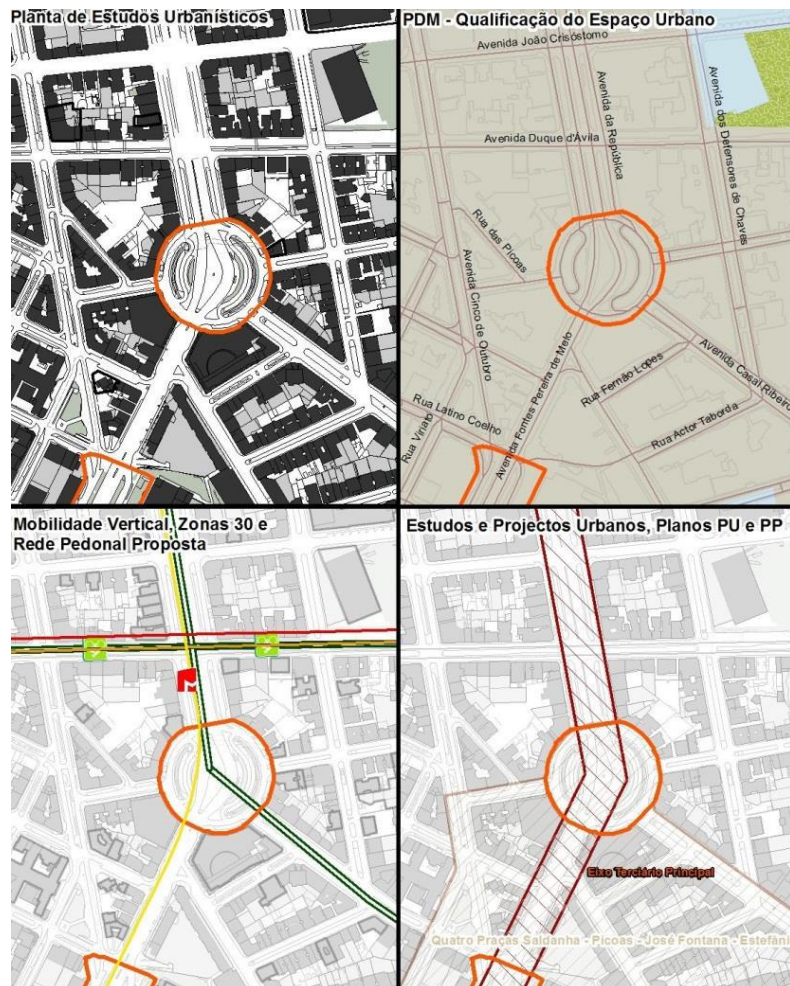 Planta de Estudos Urbanísticos
PDM - Qualificação do Espaço Urbano
Avenida João Crisóstomo
Avenida da República
Avenida dos Defensores de Chaves
Avenida Duque d'Ávila
Rua das Picoas
Avenida Cinco de Outubro
Avenida Fontes Pereira de Melo
Rua Fernão Lopes
Avenida Casal Ribeiro
Rua Latino Coelho
Rua Viriato
Rua Actor Taborda
Mobilidade Vertical, Zonas 30 e
Rede Pedonal Proposta
M
Estudos e Projectos Urbanos, Planos PU e PP
Eixo Terciário Principal
Quatro Praças Saldanha - Picoas - José Fontana - Estefâni